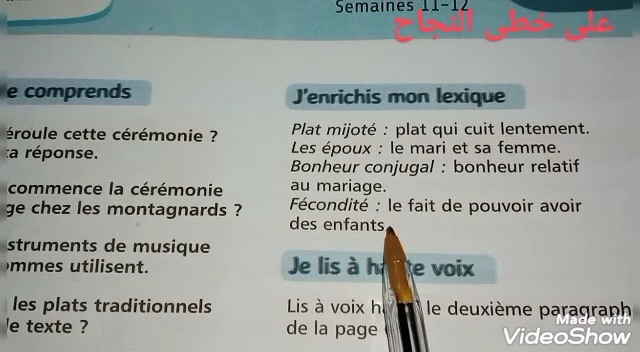 Semaines 11-12
على خطى النجاح
e comprends
éroule cette cérémonie ?
a réponse.
commence la cérémonie
ge chez les montagnards ?
struments de musique
ommes utilisent.
les plats traditionnels
le texte ?
J'enrichis mon lexique
Plat mijoté : plat qui cuit lentement.
Les époux : le mari et sa femme.
Bonheur conjugal : bonheur relatif
au mariage.
Fécondité : le fait de pouvoir avoir
des enfants
Je lis à haute voix
Lis à voix le deuxième paragraph
de la page
Made with
VideoShow